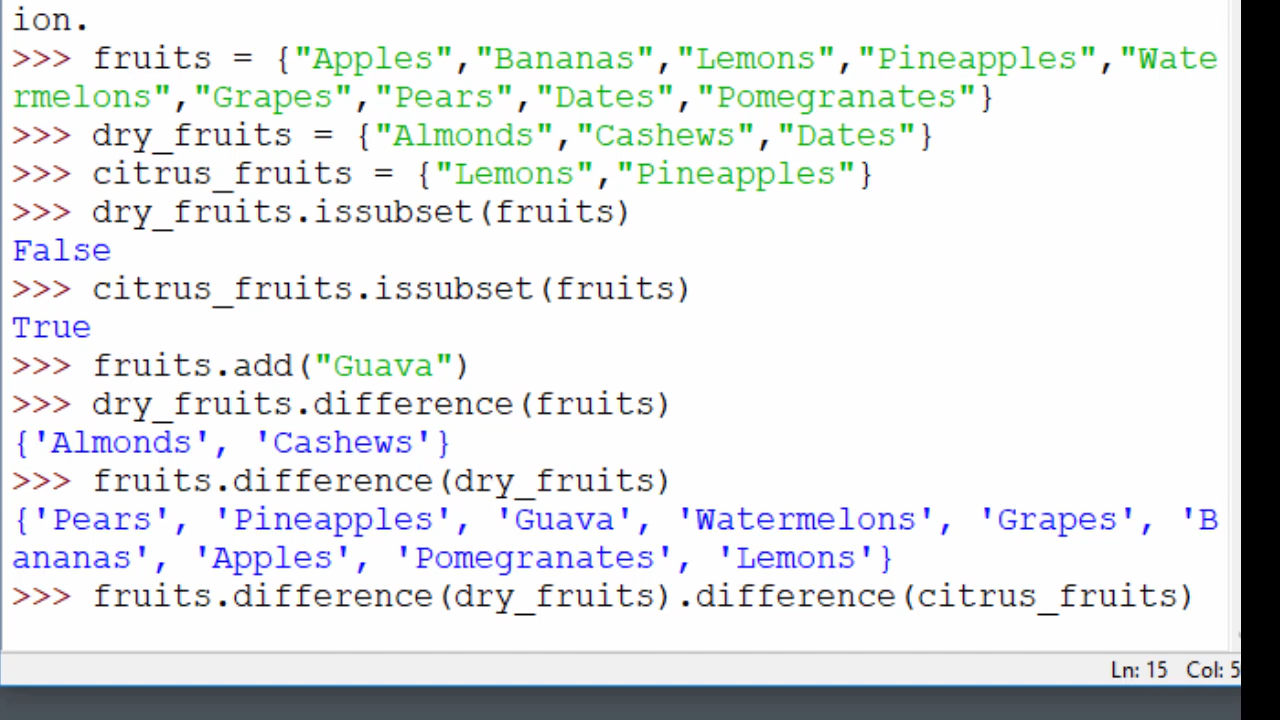 ion.
>>> fruits = {"Apples","Bananas","Lemons","Pineapples","Wate
rmelons","Grapes","Pears","Dates","Pomegranates"}
>>> dry_fruits = {"Almonds","Cashews","Dates"}
>>> citrus_fruits = {"Lemons","Pineapples"}
>>> dry_fruits.issubset(fruits)
False
>>> citrus_fruits.issubset(fruits)
True
>>> fruits.add("Guava")
>>> dry_fruits.difference(fruits)
{'Almonds', 'Cashews'}
>>> fruits.difference(dry_fruits)
{'Pears', 'Pineapples', 'Guava', 'Watermelons', 'Grapes', 'B
ananas', 'Apples', 'Pomegranates', 'Lemons'}
>>> fruits.difference(dry_fruits).difference(citrus_fruits)
Ln: 15 Col: 5